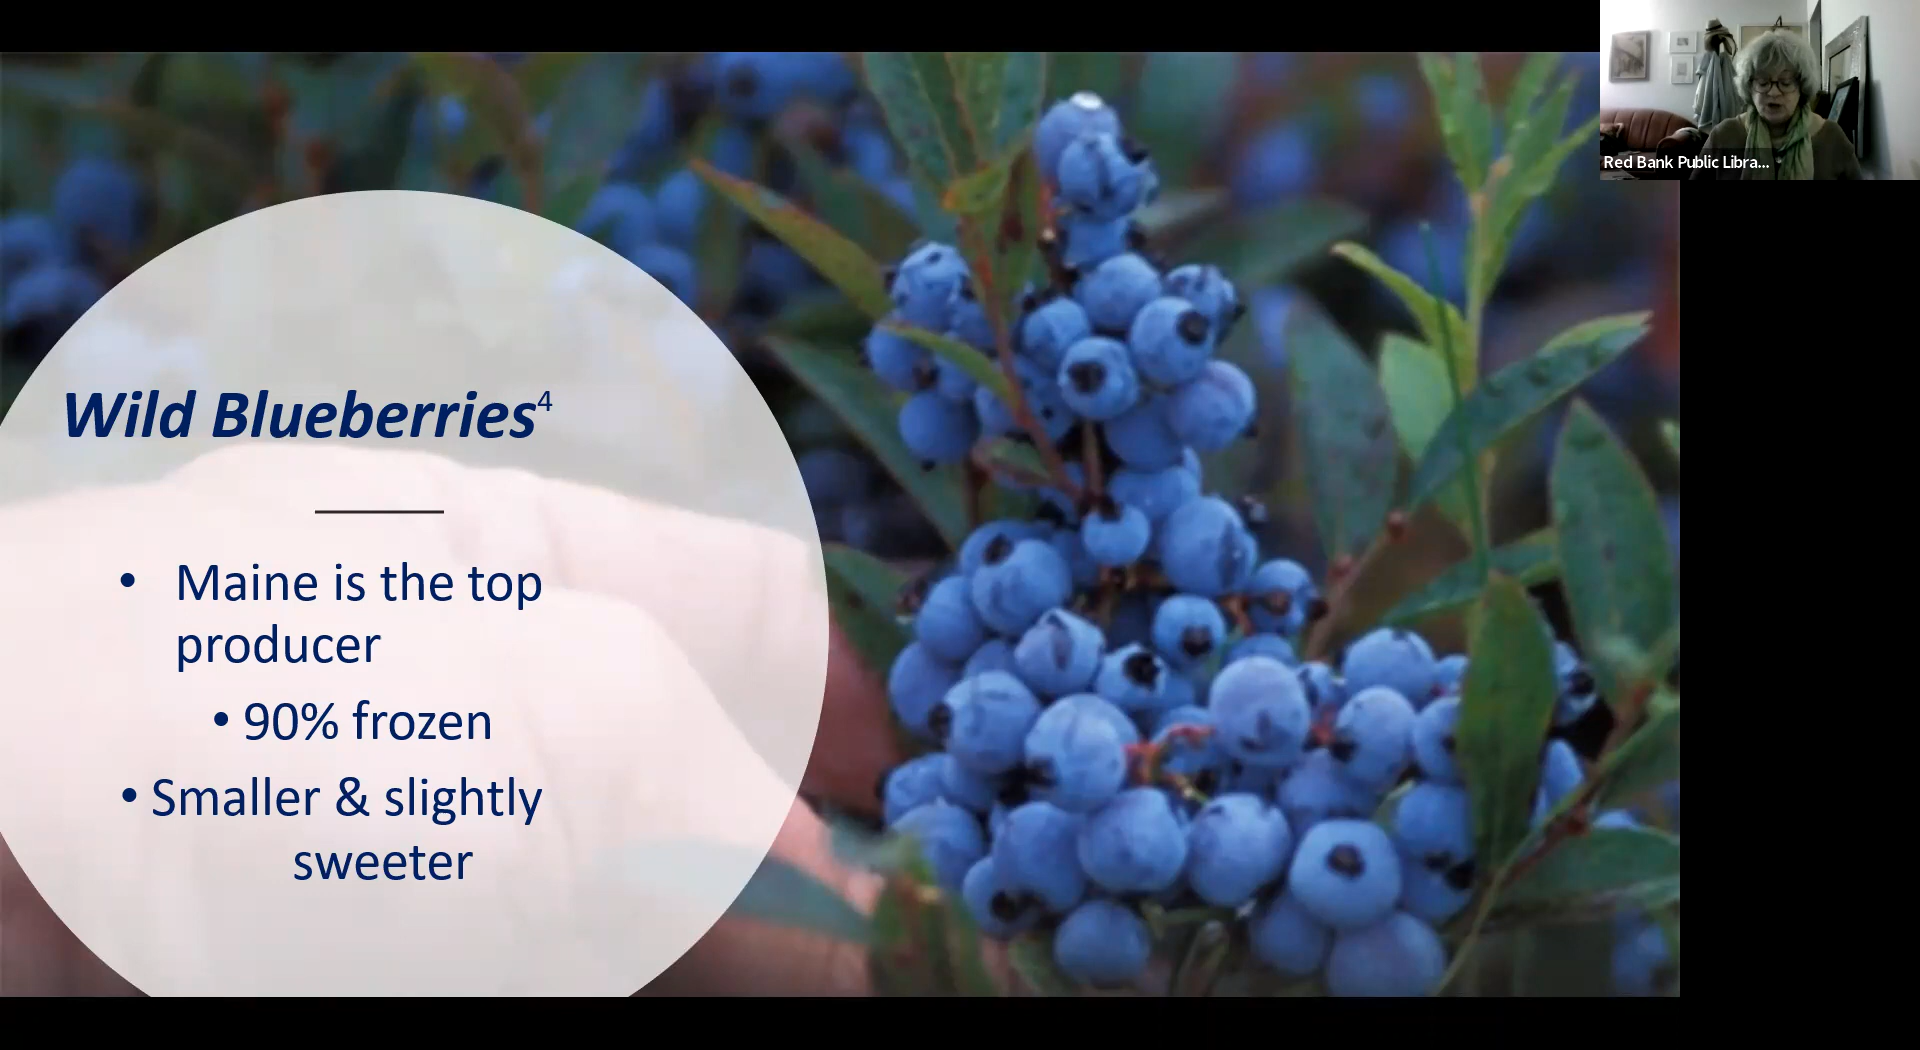 Red Bank Public Libra...
Wild Blueberries⁴
• Maine is the top
producer
• 90% frozen
• Smaller & slightly
sweeter